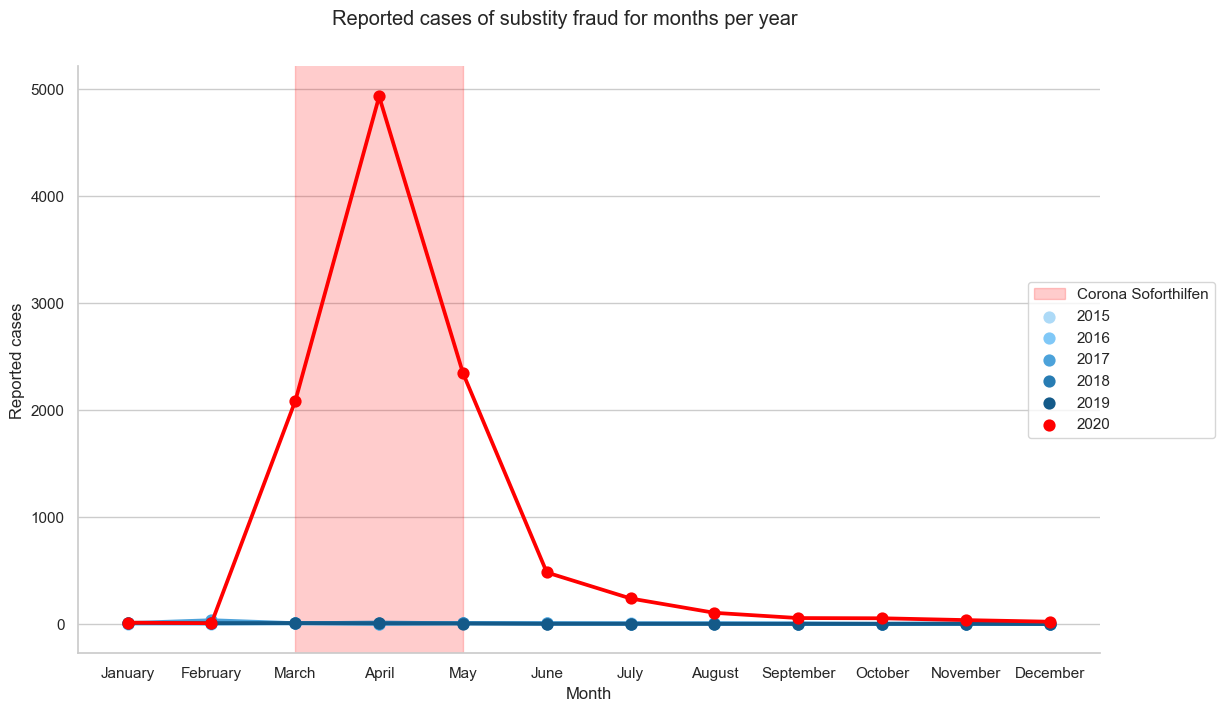 Reported cases of substity fraud for months per year
5000
4000
3000
2000
1000
0
Reported cases
January February March April May June July August September October November December
Month
Corona Soforthilfen
2015
2016
2017
2018
2019
2020